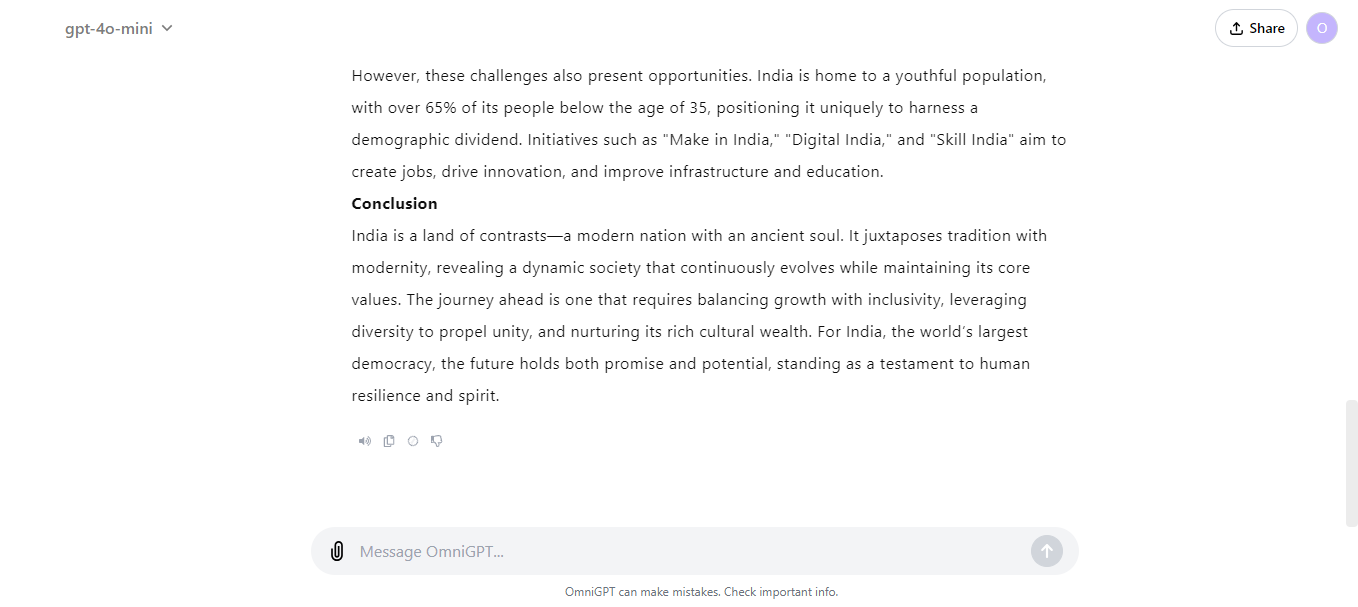 gpt-4o-mini
Share
O
However, these challenges also present opportunities. India is home to a youthful population,
with over 65% of its people below the age of 35, positioning it uniquely to harness a
demographic dividend. Initiatives such as "Make in India," "Digital India," and "Skill India" aim to
create jobs, drive innovation, and improve infrastructure and education.
Conclusion
India is a land of contrasts—a modern nation with an ancient soul. It juxtaposes tradition with
modernity, revealing a dynamic society that continuously evolves while maintaining its core
values. The journey ahead is one that requires balancing growth with inclusivity, leveraging
diversity to propel unity, and nurturing its rich cultural wealth. For India, the world's largest
democracy, the future holds both promise and potential, standing as a testament to human
resilience and spirit.
Message OmniGPT...
OmniGPT can make mistakes. Check important info.